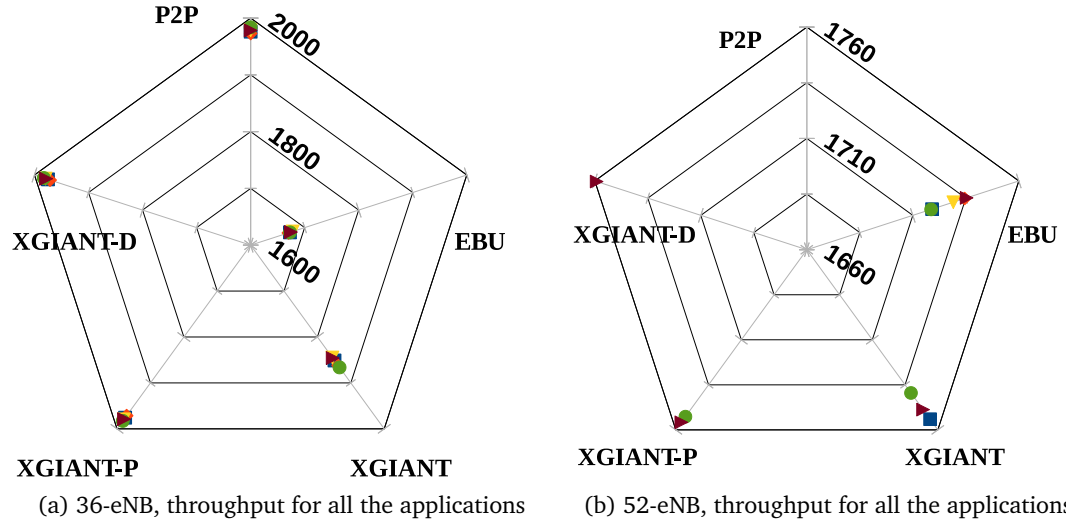 P2P
2000
1800
XGIANT-D
EBU
1600
XGIANT-P
XGIANT
(a) 36-eNB, throughput for all the applications
P2P
1760
1710
XGIANT-D
EBU
1660
XGIANT-P
XGIANT
(b) 52-eNB, throughput for all the applications